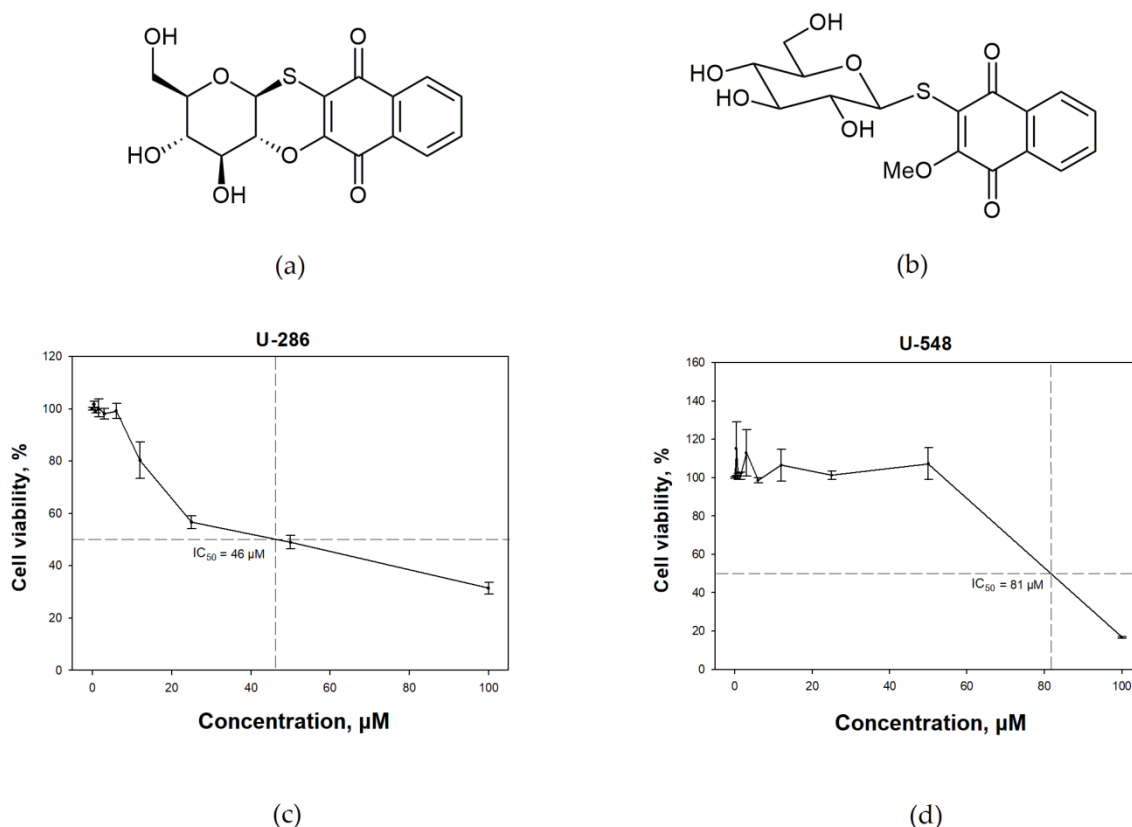 OH
O
S
O
HO
O
OH
O
(a)
OH
HO
O
O
HO
S
OH
MeO
O
(b)
U-286
Cell viability, %
120
100
80
60
40
20
0
IC50 = 46 µM
0 20 40 60 80 100
Concentration, µM
(c)
U-548
Cell viability, %
160
140
120
100
80
60
40
20
0
IC50 = 81 µM
0 20 40 60 80 100
Concentration, µM
(d)